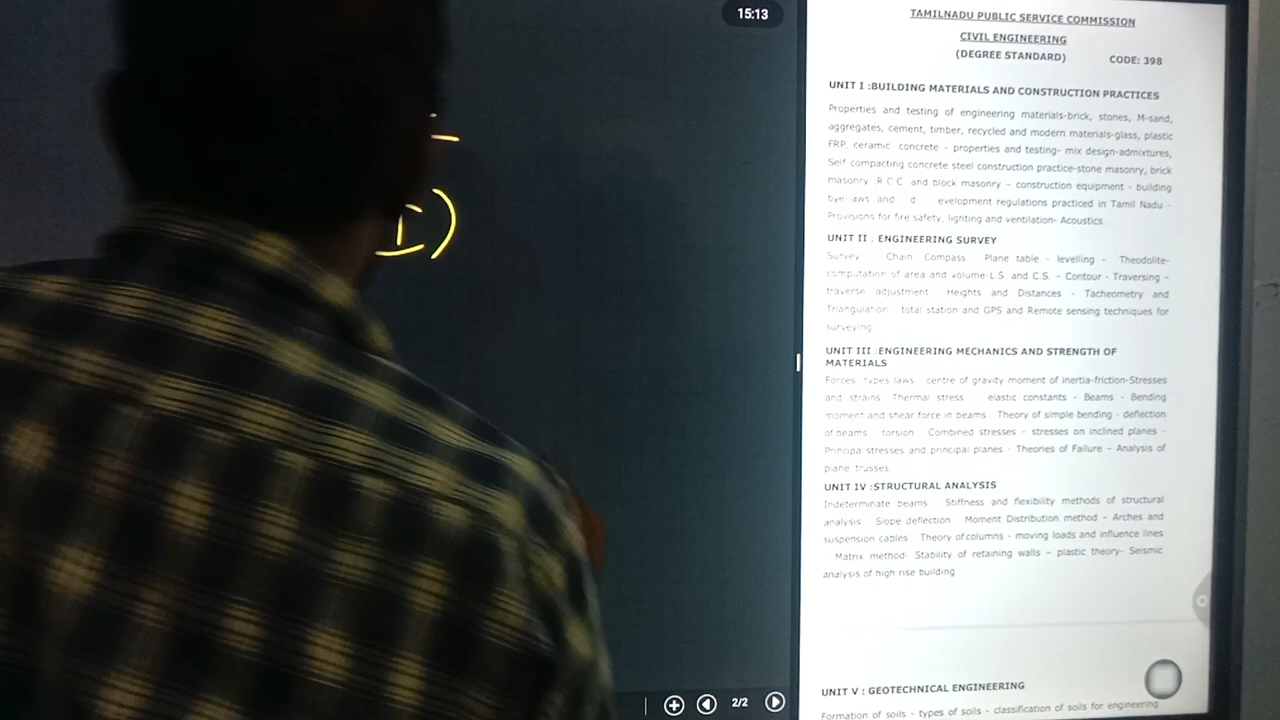 15:13
I)
2/2
TAMILNADU PUBLIC SERVICE COMMISSION
CIVIL ENGINEERING
(DEGREE STANDARD) CODE: 398
UNIT I :BUILDING MATERIALS AND CONSTRUCTION PRACTICES
Properties and testing of engineering materials-brick, stones, M-sand,
aggregates, cement, timber, recycled and modern materials-glass, plastic
FRP, ceramic concrete - properties and testing- mix design-admixtures,
Self compacting concrete steel construction practice-stone masonry, brick
masonry R C C and block masonry – construction equipment - building
bye laws and d evelopment regulations practiced in Tamil Nadu -
Provisions for fire safety, lighting and ventilation- Acoustics.
UNIT II : ENGINEERING SURVEY
Survey Chain Compass Plane table - levelling – Theodolite-
computation of area and volume-L.S. and C.S. – Contour - Traversing –
traverse adjustment Heights and Distances - Tacheometry and
Triangulation total station and GPS and Remote sensing techniques for
surveying
UNIT III :ENGINEERING MECHANICS AND STRENGTH OF
MATERIALS
Forces types laws centre of gravity-moment of inertia-friction-Stresses
and strains Thermal stress elastic constants - Beams - Bending
moment and shear force in beams Theory of simple bending - deflection
of beams torsion - Combined stresses – stresses on inclined planes -
Principal stresses and principal planes - Theories of Failure – Analysis of
plane trusses
UNIT IV :STRUCTURAL ANALYSIS
Indeterminate beams Stiffness and flexibility methods of structural
analysis Slope deflection Moment Distribution method – Arches and
suspension cables Theory of columns - moving loads and influence lines
Matrix method- Stability of retaining walls – plastic theory- Seismic
analysis of high rise building
UNIT V : GEOTECHNICAL ENGINEERING
Formation of soils - types of soils - classification of soils for engineering